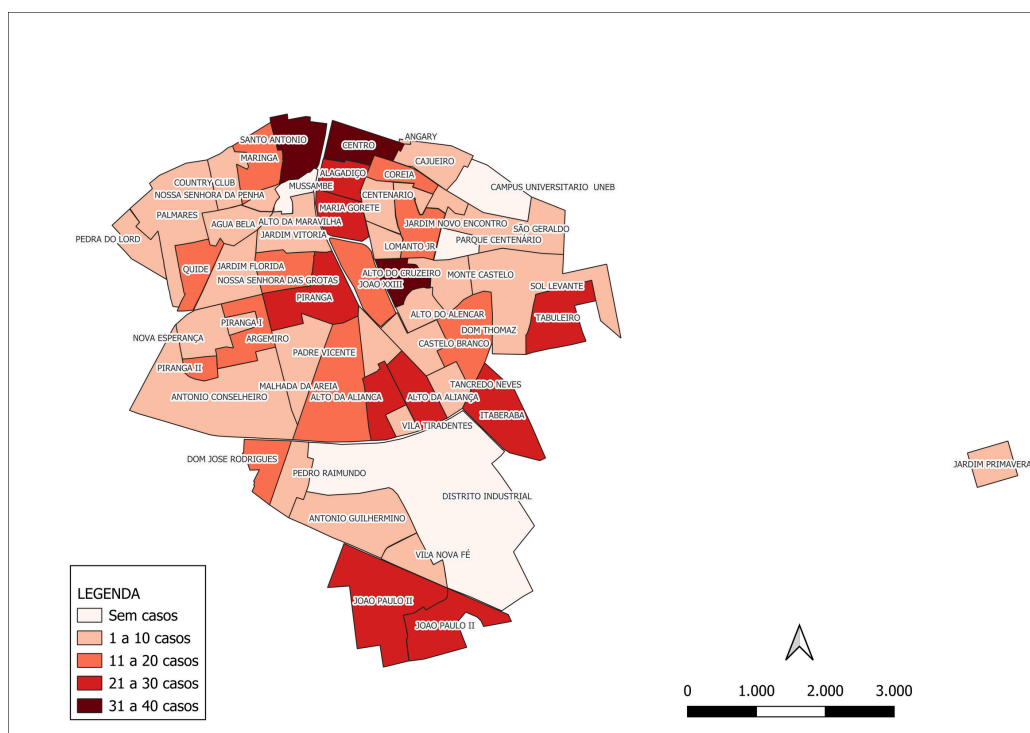 ANGARY
SANTO ANTONIO
CENTRO
MARINGA
CAJUEIRO
ALAGADIÇO
COREIA
COUNTRY CLUB
MUSSAMBE
CAMPUS UNIVERSITARIO UNEB
NOSSA SENHORA DA PENHA
CENTENARIO
MARIA GORETE
PALMARES
AGUA BELA
ALTO DA MARAVILHA
JARDIM NOVO ENCONTRO
SÃO GERALDO
JARDIM VITORIA
PEDRA DO LORD
LOMANTO JR
PARQUE CENTENÁRIO
QUIDE
JARDIM FLORIDA
ALTO DO CRUZEIRO
MONTE CASTELO
NOSSA SENHORA DAS GROTAS
JOAO XXIII
SOL LEVANTE
PIRANGA
ALTO DO ALENCAR
TABULEIRO
PIRANGA I
DOM THOMAZ
NOVA ESPERANÇA
ARGEMIRO
CASTELO BRANCO
PADRE VICENTE
PIRANGA II
MALHADA DA AREIA
TANCREDO NEVES
ANTONIO CONSELHEIRO
ALTO DA ALIANCA
ALTO DA ALIANÇA
ITABERABA
VILA TIRADENTES
DOM JOSE RODRIGUES
JARDIM PRIMAVERA
PEDRO RAIMUNDO
DISTRITO INDUSTRIAL
ANTONIO GUILHERMINO
VILA NOVA FÉ
JOAO PAULO II
JOAO PAULO II
LEGENDA
Sem casos
1 a 10 casos
11 a 20 casos
21 a 30 casos
31 a 40 casos
0 1.000 2.000 3.000